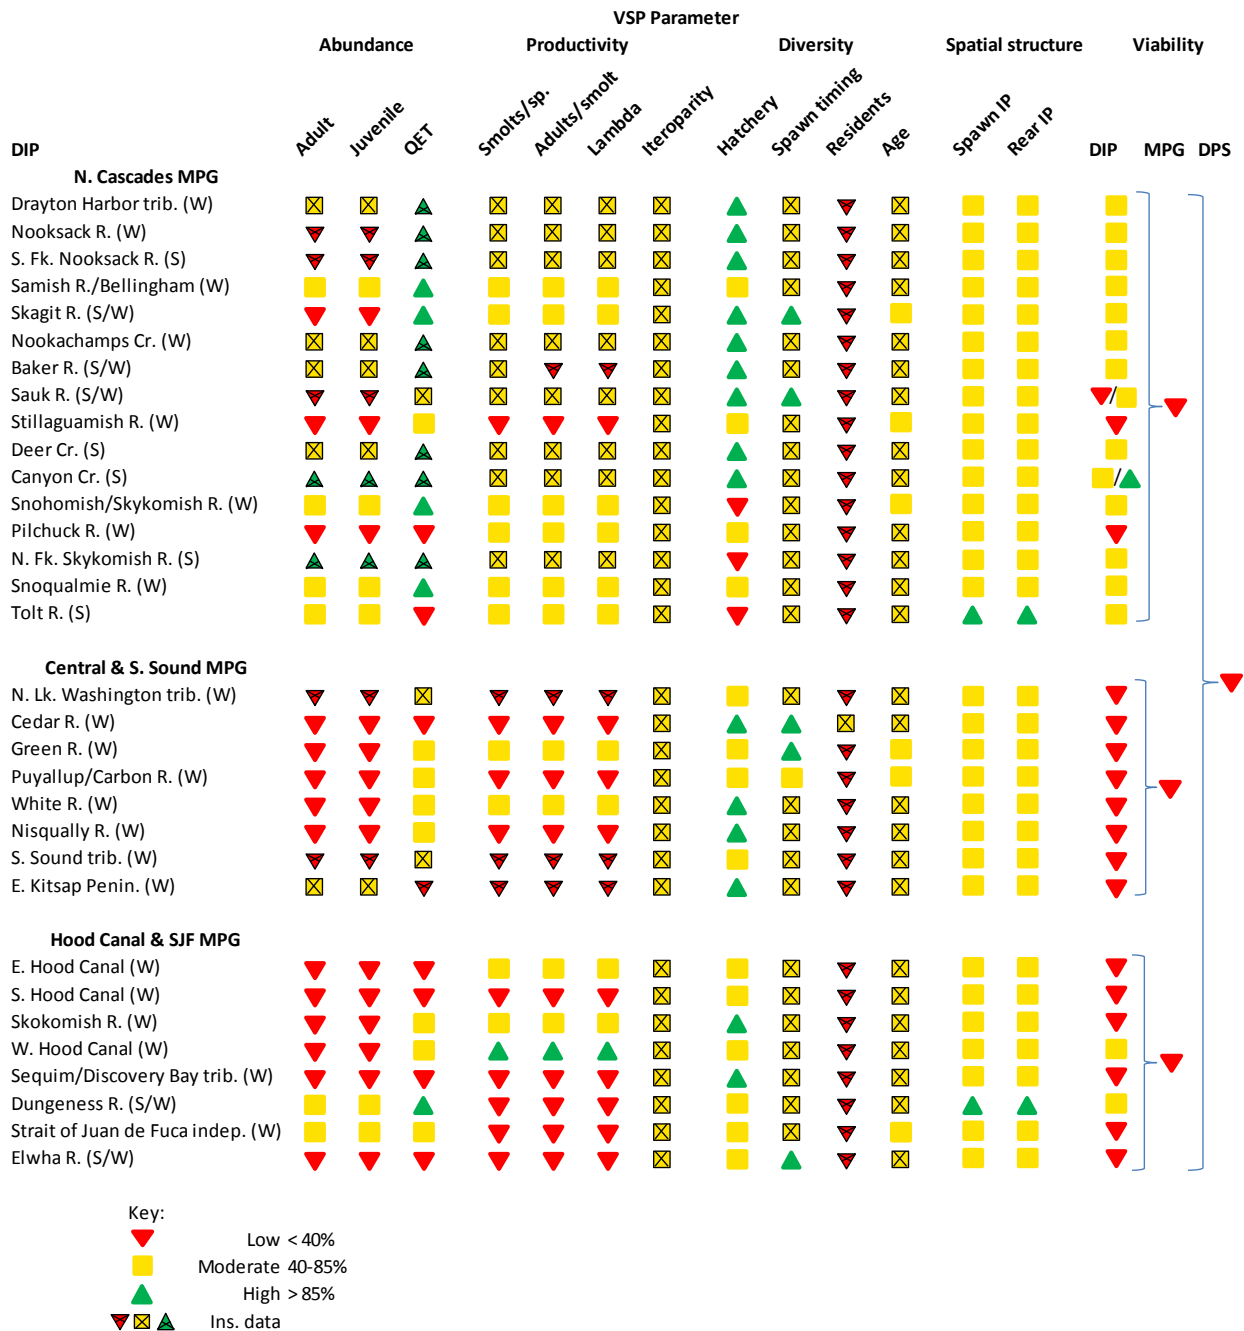 VSP Parameter
Abundance Productivity Diversity Spatial structure Viability
DIP Adult Juvenile QET Smolts/sp. Adults/smolt Lambda Iteroparity Hatchery Spawn timing Residents Age Spawn IP Rear IP DIP MPG DPS
N. Cascades MPG
Drayton Harbor trib. (W)
Nooksack R. (W)
S. Fk. Nooksack R. (S)
Samish R./Bellingham (W)
Skagit R. (S/W)
Nookachamps Cr. (W)
Baker R. (S/W)
Sauk R. (S/W) /
Stillaguamish R. (W)
Deer Cr. (S)
Canyon Cr. (S) /
Snohomish/Skykomish R. (W)
Pilchuck R. (W)
N. Fk. Skykomish R. (S)
Snoqualmie R. (W)
Tolt R. (S)
Central & S. Sound MPG
N. Lk. Washington trib. (W)
Cedar R. (W)
Green R. (W)
Puyallup/Carbon R. (W)
White R. (W)
Nisqually R. (W)
S. Sound trib. (W)
E. Kitsap Penin. (W)
Hood Canal & SJF MPG
E. Hood Canal (W)
S. Hood Canal (W)
Skokomish R. (W)
W. Hood Canal (W)
Sequim/Discovery Bay trib. (W)
Dungeness R. (S/W)
Strait of Juan de Fuca indep. (W)
Elwha R. (S/W)
Key:
Low < 40%
Moderate 40-85%
High > 85%
Ins. data